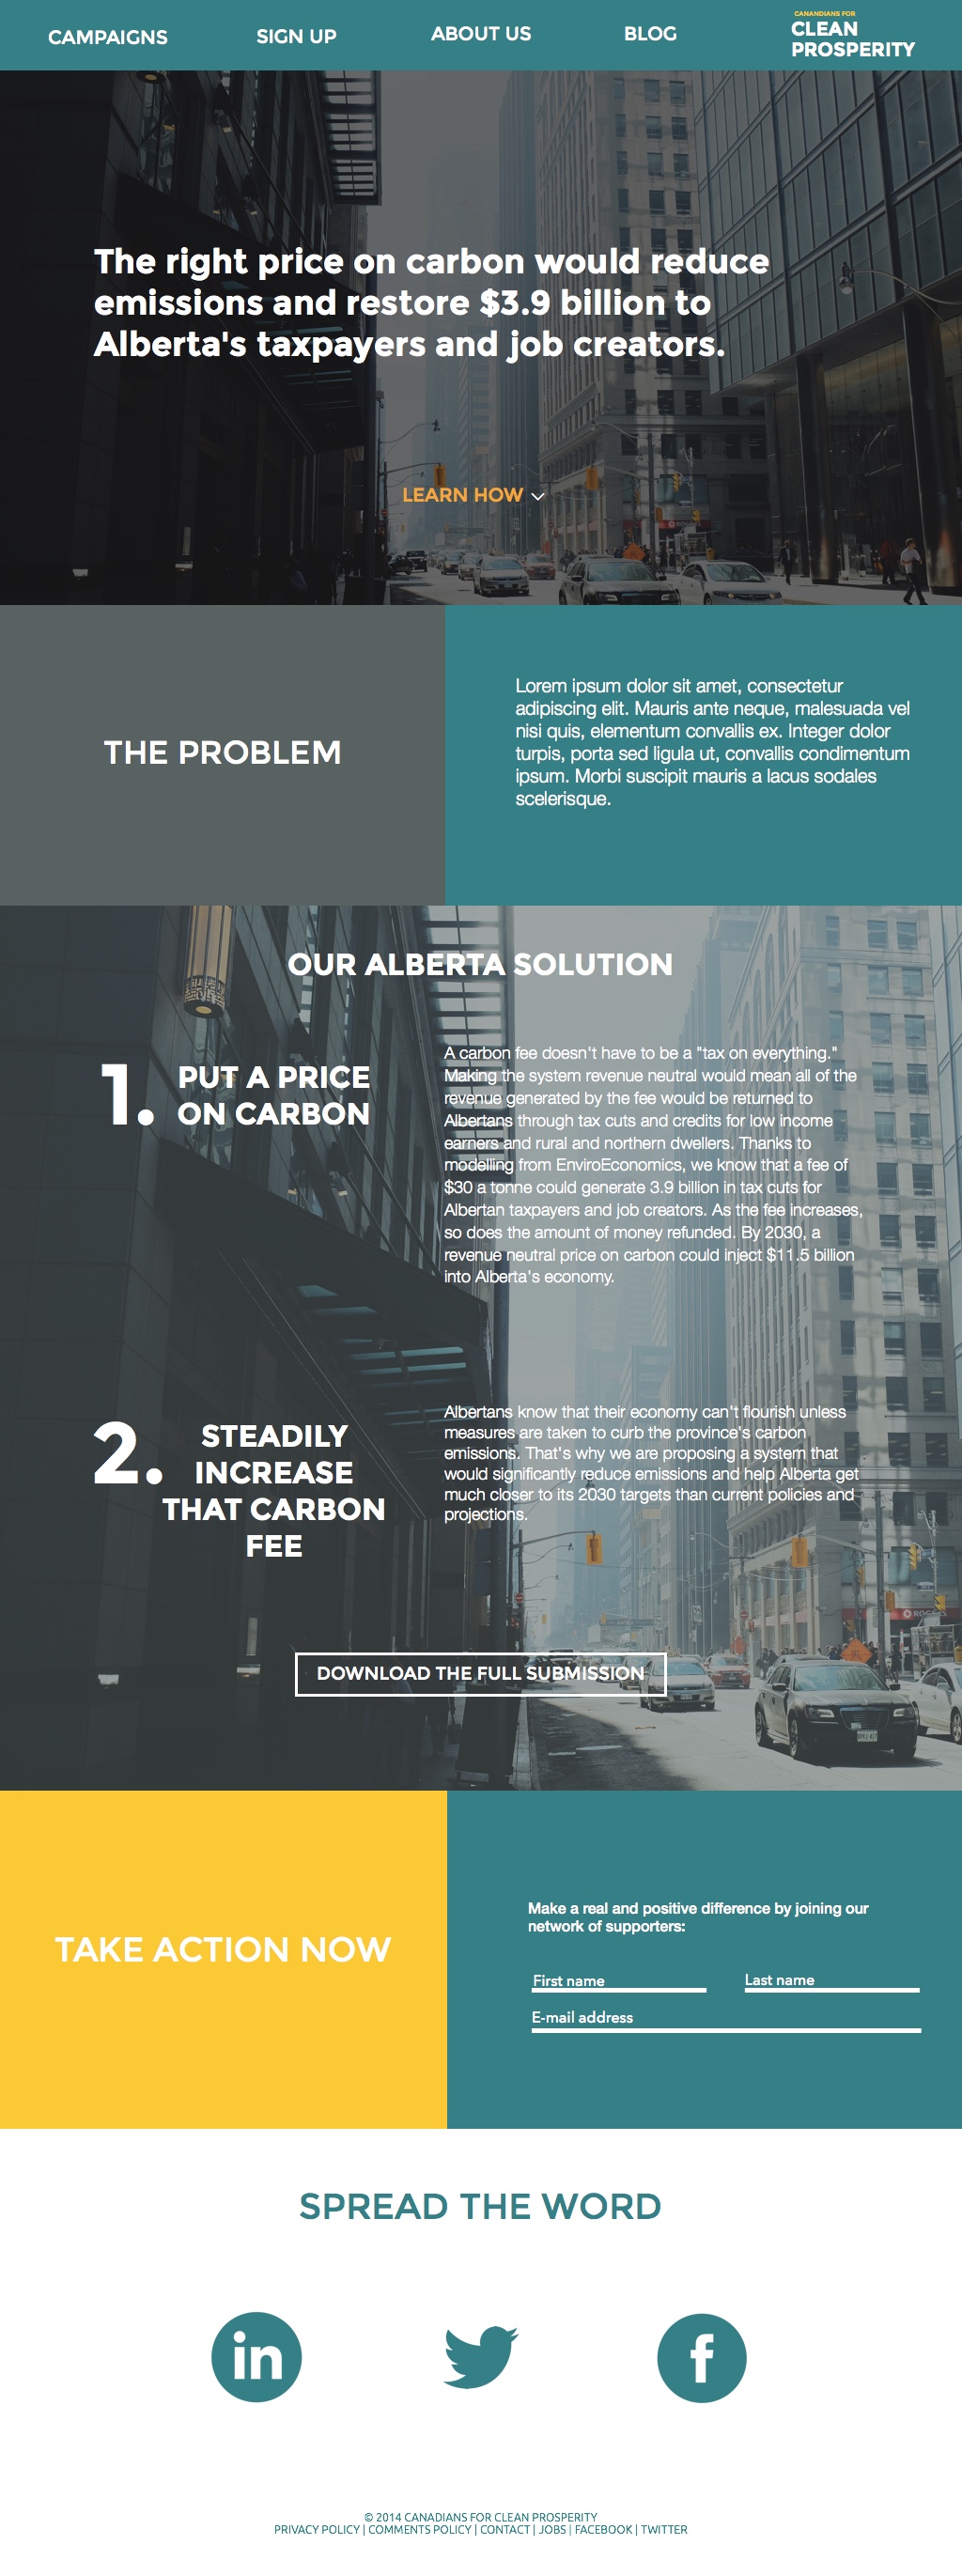 CAMPAIGNS
SIGN UP
ABOUT US
BLOG
CANANDIANS FOR
CLEAN
PROSPERITY
The right price on carbon would reduce
emissions and restore $3.9 billion to
Alberta's taxpayers and job creators.
LEARN HOW
ROGERS
THE PROBLEM
Lorem ipsum dolor sit amet, consectetur
adipiscing elit. Mauris ante neque, malesuada vel
nisi quis, elementum convallis ex. Integer dolor
turpis, porta sed ligula ut, convallis condimentum
ipsum. Morbi suscipit mauris a lacus sodales
scelerisque.
OUR ALBERTA SOLUTION
1.
PUT A PRICE
ON CARBON
A carbon fee doesn't have to be a "tax on everything."
Making the system revenue neutral would mean all of the
revenue generated by the fee would be returned to
Albertans through tax cuts and credits for low income
earners and rural and northern dwellers. Thanks to
modelling from EnviroEconomics, we know that a fee of
$30 a tonne could generate 3.9 billion in tax cuts for
Albertan taxpayers and job creators. As the fee increases,
so does the amount of money refunded. By 2030, a
revenue neutral price on carbon could inject $11.5 billion
into Alberta's economy.
2.
STEADILY
INCREASE
THAT CARBON
FEE
Albertans know that their economy can't flourish unless
measures are taken to curb the province's carbon
emissions. That's why we are proposing a system that
would significantly reduce emissions and help Alberta get
much closer to its 2030 targets than current policies and
projections.
ROGERS
DOWNLOAD THE FULL SUBMISSION
TAKE ACTION NOW
Make a real and positive difference by joining our
network of supporters:
First name
Last name
E-mail address
SPREAD THE WORD
in
f
© 2014 CANADIANS FOR CLEAN PROSPERITY
PRIVACY POLICY | COMMENTS POLICY | CONTACT | JOBS | FACEBOOK | TWITTER